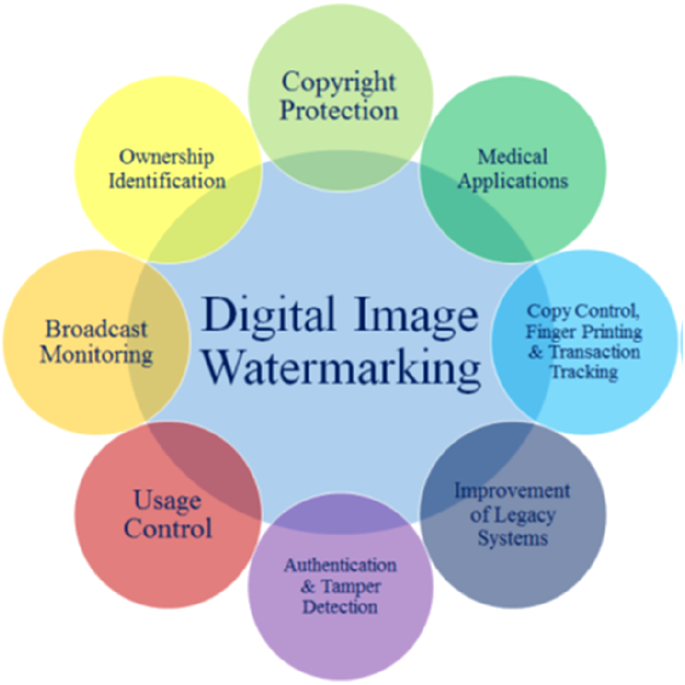 Copyright
Protection
Ownership
Identification
Medical
Applications
Broadcast
Monitoring
Digital Image
Watermarking
Copy Control,
Finger Printing
& Transaction
Tracking
Usage
Control
Improvement
of Legacy
Systems
Authentication
& Tamper
Detection